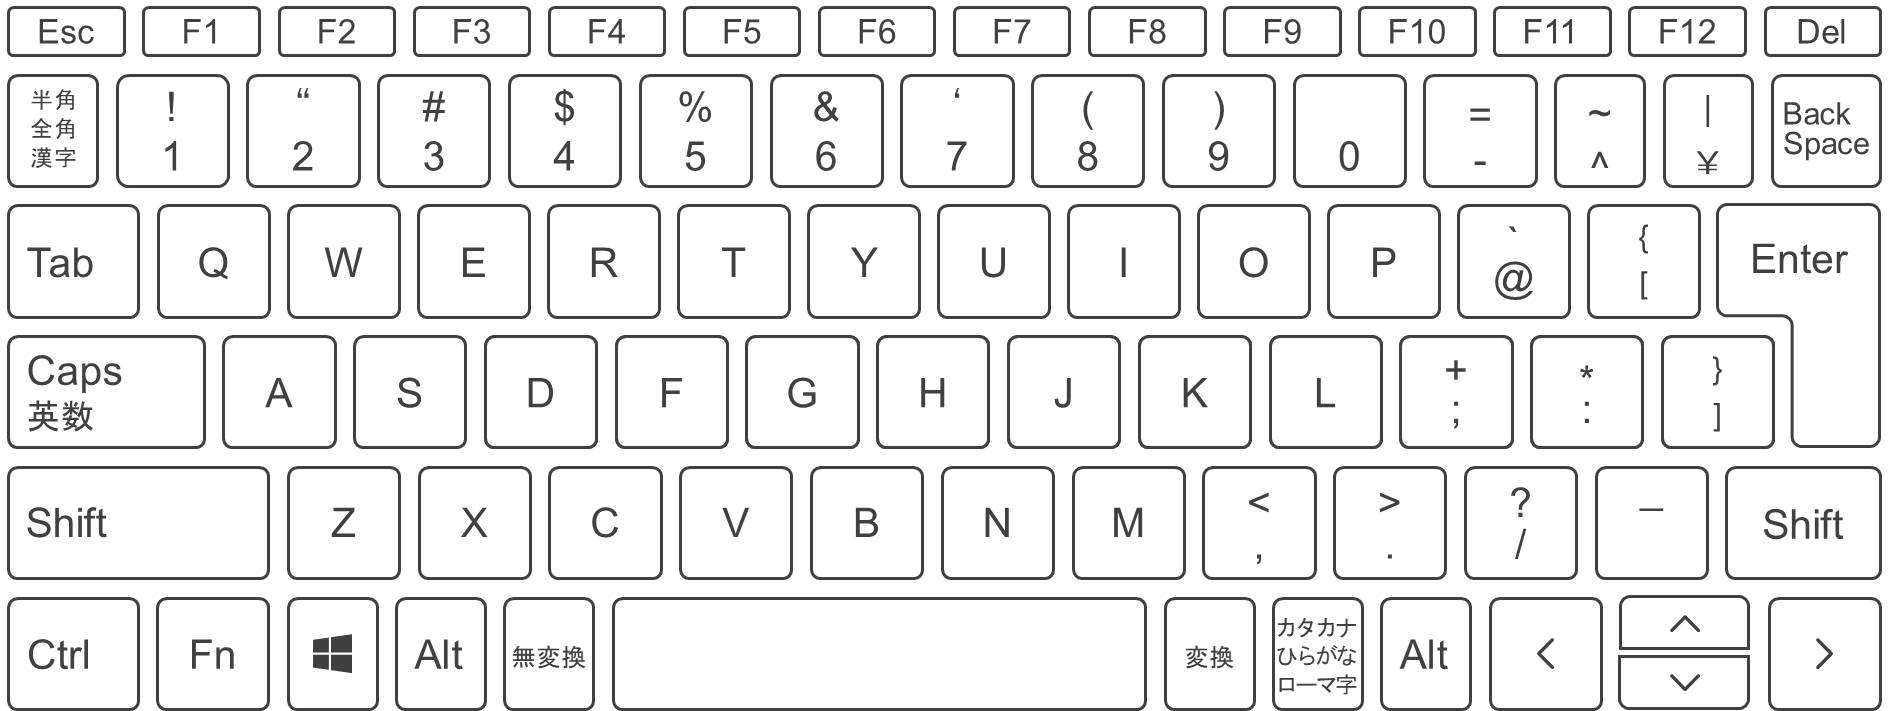 Esc F1 F2 F3 F4 F5 F6 F7 F8 F9 F10 F11 F12 Del
半角
全角
漢字
! “ # $ % & ‘ ( ) = ~ |
1 2 3 4 5 6 7 8 9 0 - ^ ¥
Back
Space
Tab Q W E R T Y U I O P ` { Enter
@ [
Caps
英数
A S D F G H J K L + * }
; : ]
Shift Z X C V B N M < > ? _ Shift
, . /
Ctrl Fn Alt 無変換 変換
カタカナ
ひらがな
ローマ字
Alt < ^ >